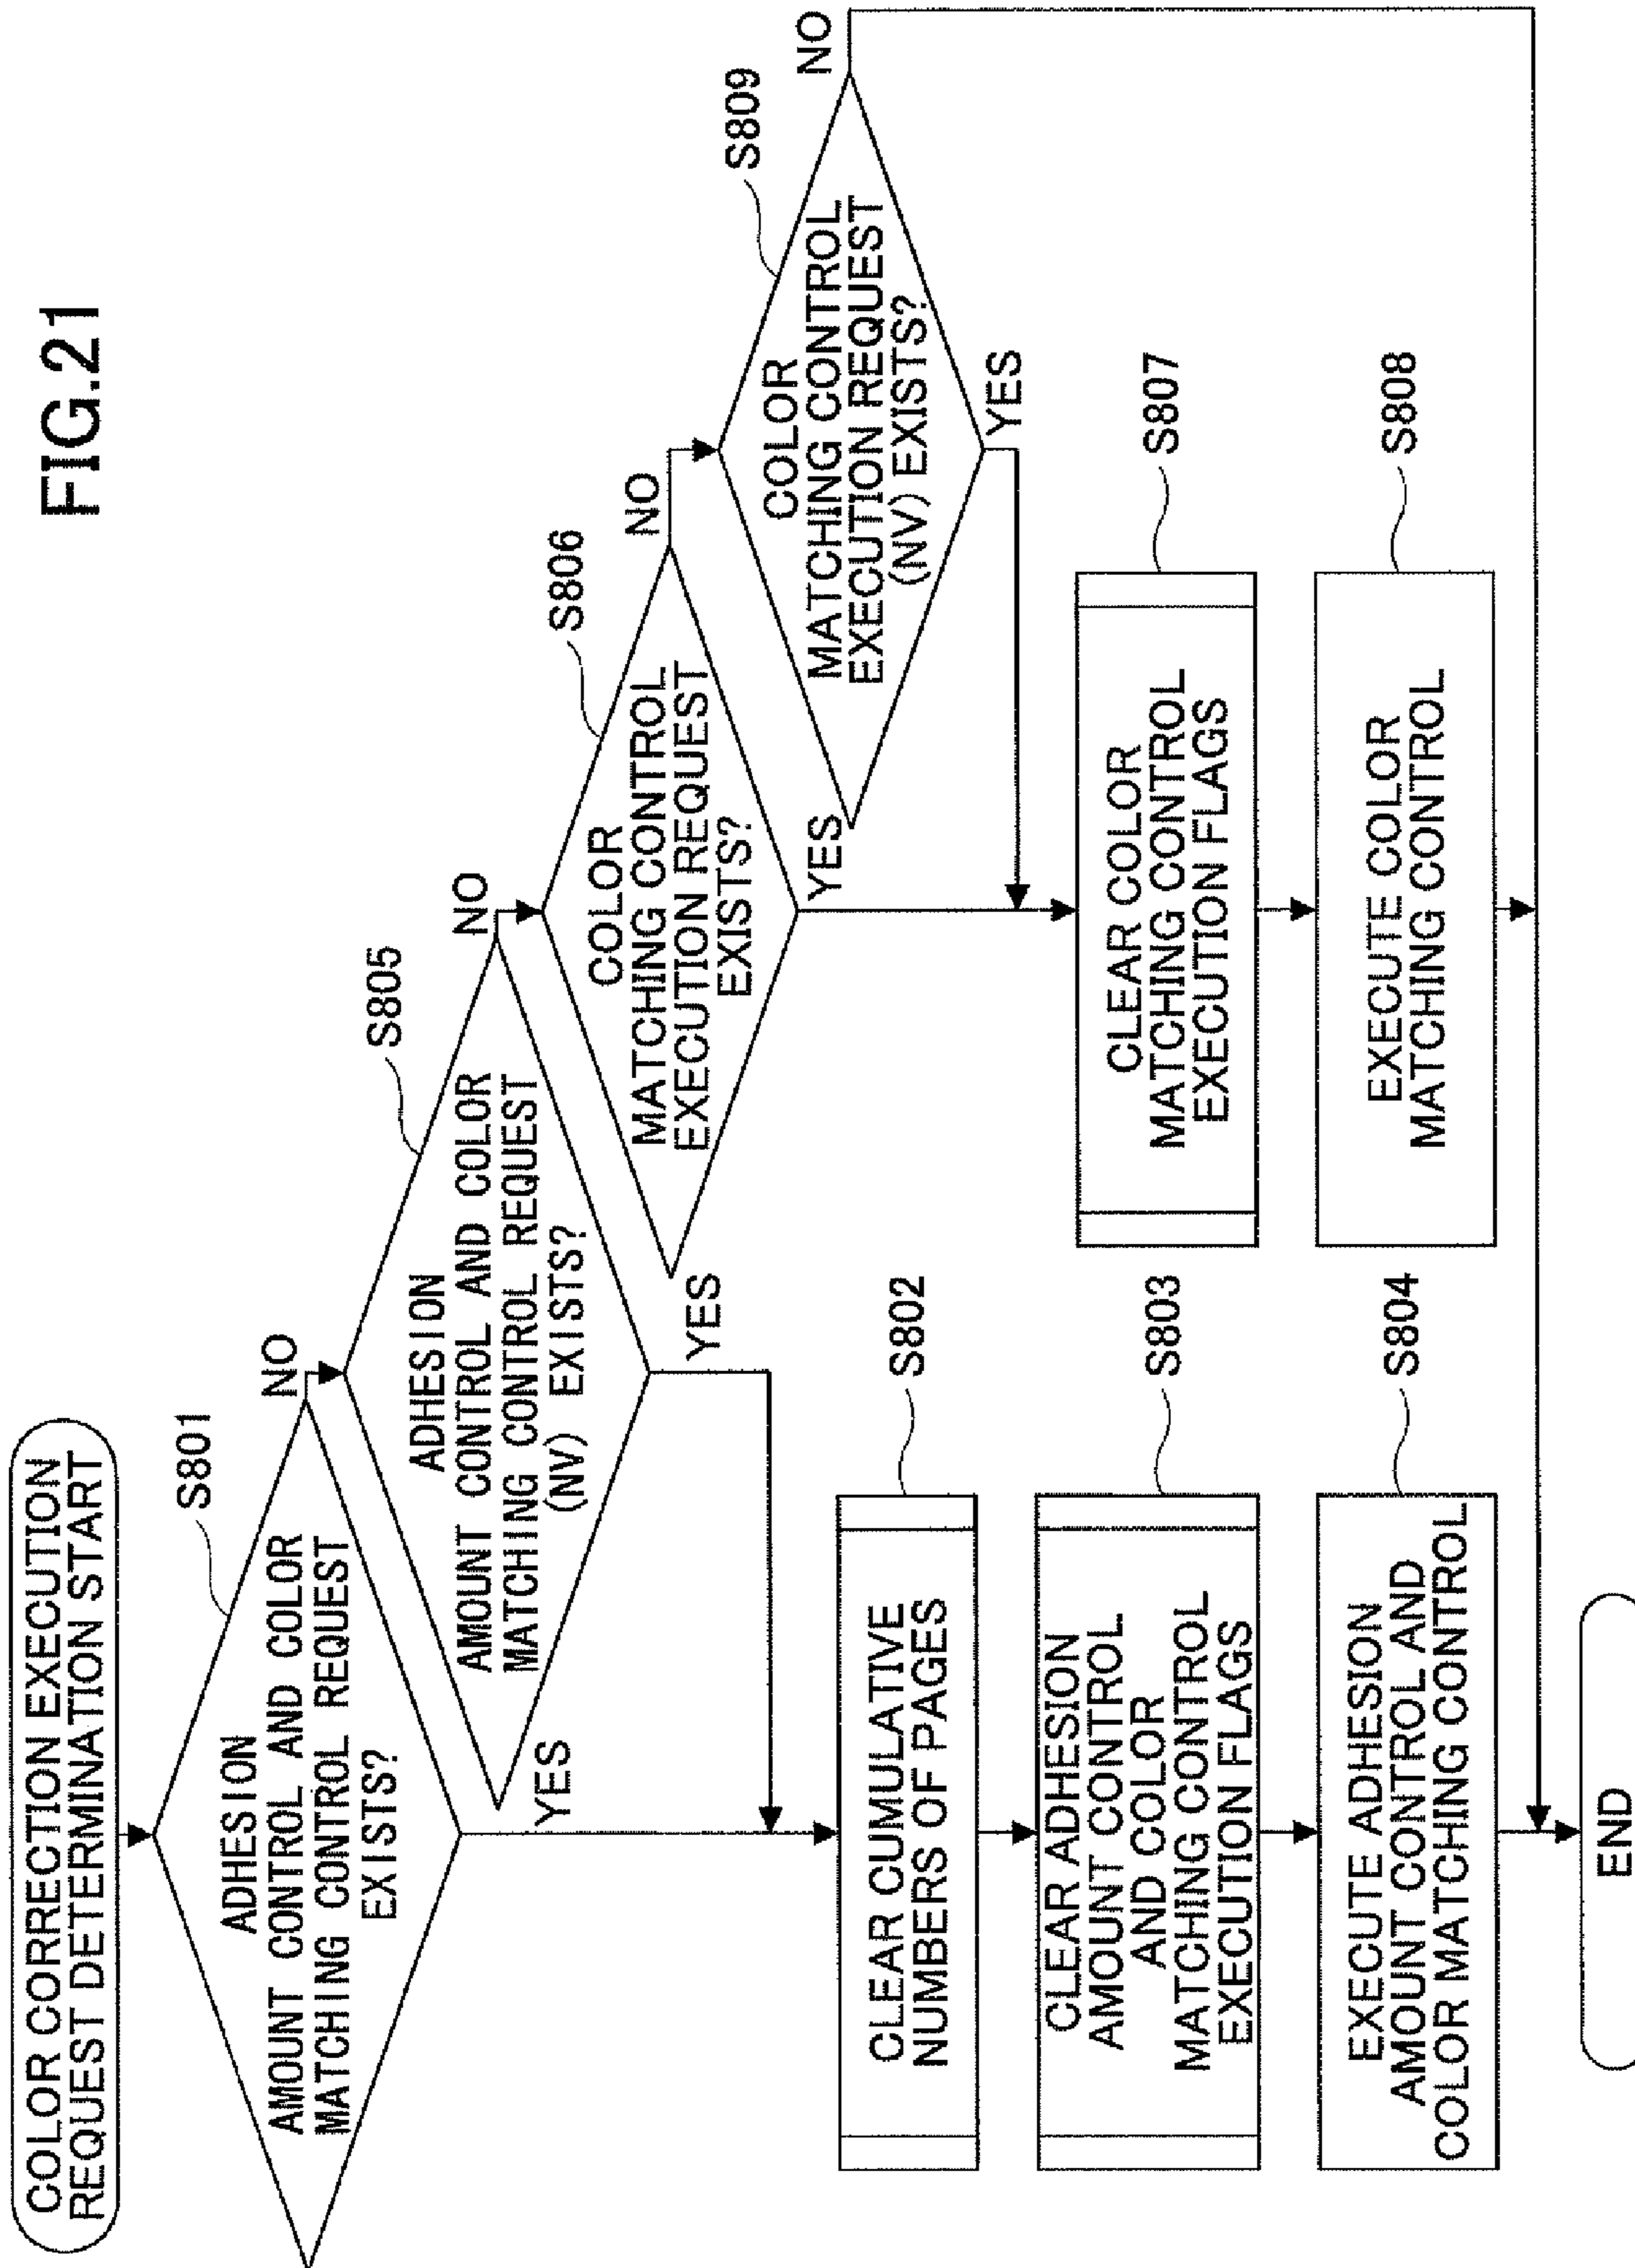 FIG.21
COLOR CORRECTION EXECUTION
REQUEST DETERMINATION START
S801
ADHESION
AMOUNT CONTROL AND COLOR
MATCHING CONTROL REQUEST
EXISTS?
NO
YES
S805
ADHESION
AMOUNT CONTROL AND COLOR
MATCHING CONTROL REQUEST
(NV) EXISTS?
NO
YES
S806
COLOR
MATCHING CONTROL
EXECUTION REQUEST
EXISTS?
NO
YES
S809
COLOR
MATCHING CONTROL
EXECUTION REQUEST
(NV) EXISTS?
NO
YES
S802
CLEAR CUMULATIVE
NUMBERS OF PAGES
S803
CLEAR ADHESION
AMOUNT CONTROL
AND COLOR
MATCHING CONTROL
EXECUTION FLAGS
S804
EXECUTE ADHESION
AMOUNT CONTROL AND
COLOR MATCHING CONTROL
S807
CLEAR COLOR
MATCHING CONTROL
EXECUTION FLAGS
S808
EXECUTE COLOR
MATCHING CONTROL
END